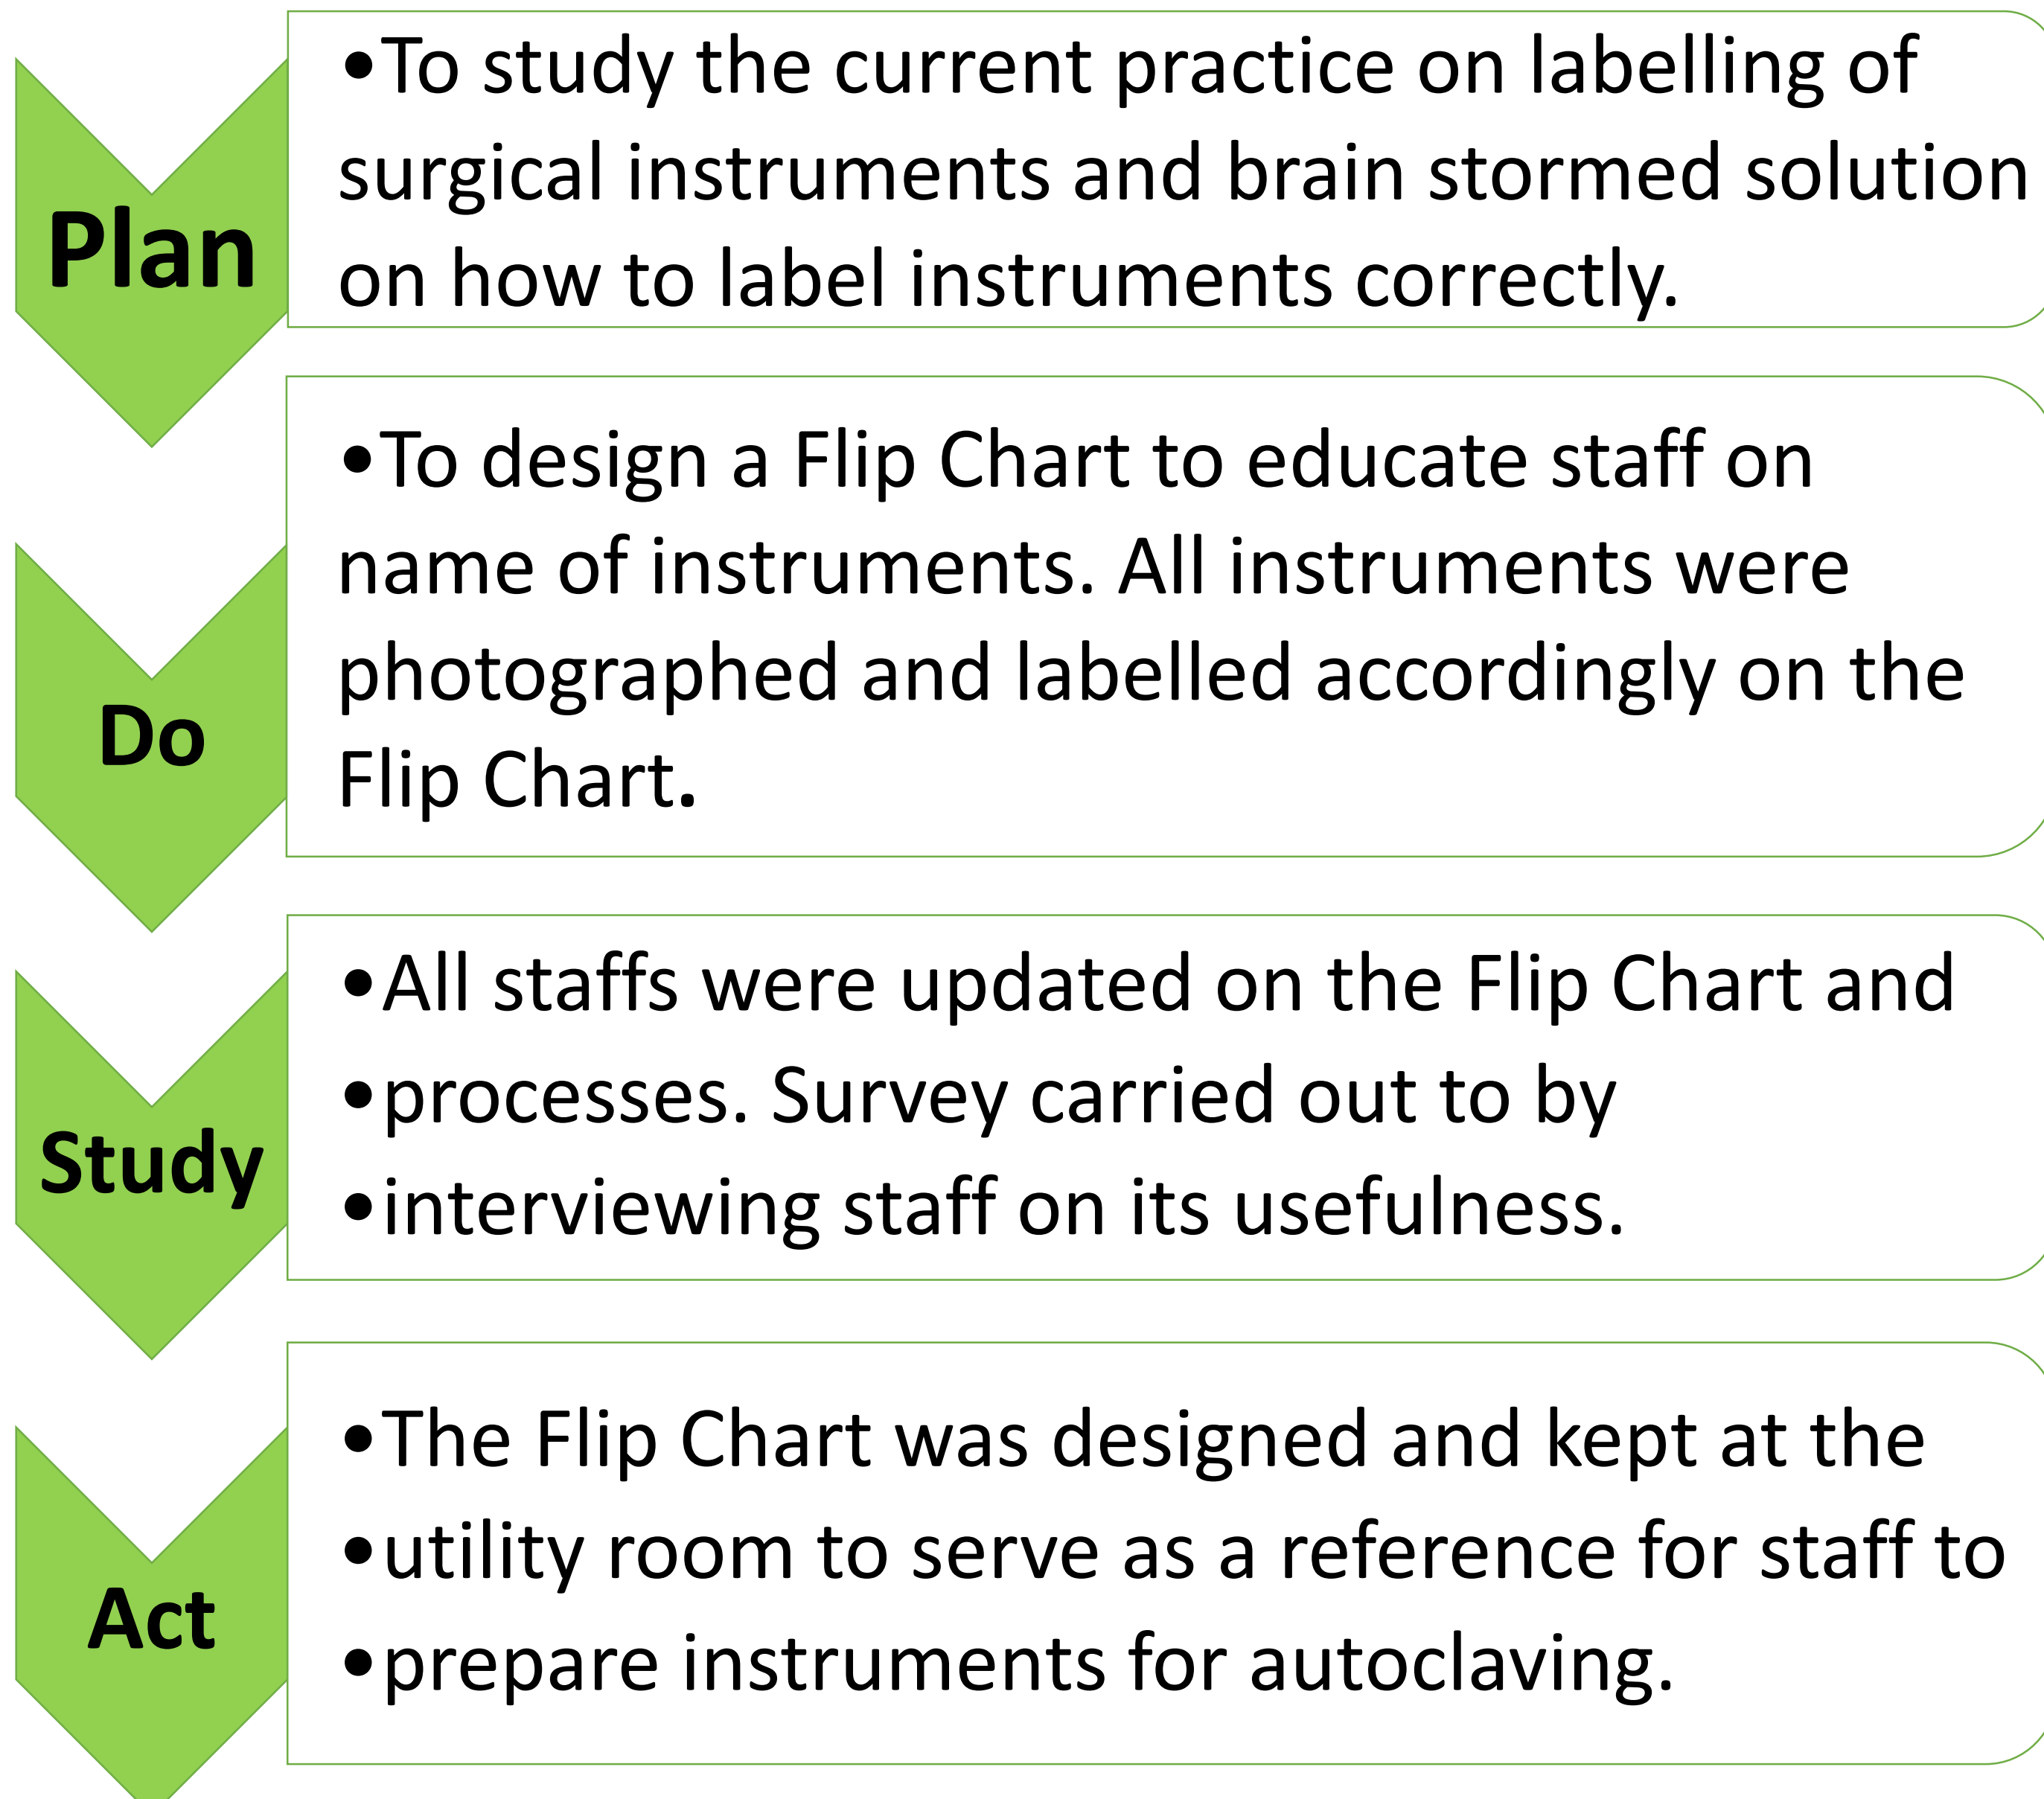 Plan
•To study the current practice on labelling of
surgical instruments and brain stormed solution
on how to label instruments correctly.
Do
•To design a Flip Chart to educate staff on
name of instruments. All instruments were
photographed and labelled accordingly on the
Flip Chart.
Study
•All staffs were updated on the Flip Chart and
•processes. Survey carried out to by
•interviewing staff on its usefulness.
Act
•The Flip Chart was designed and kept at the
•utility room to serve as a reference for staff to
•prepare instruments for autoclaving.